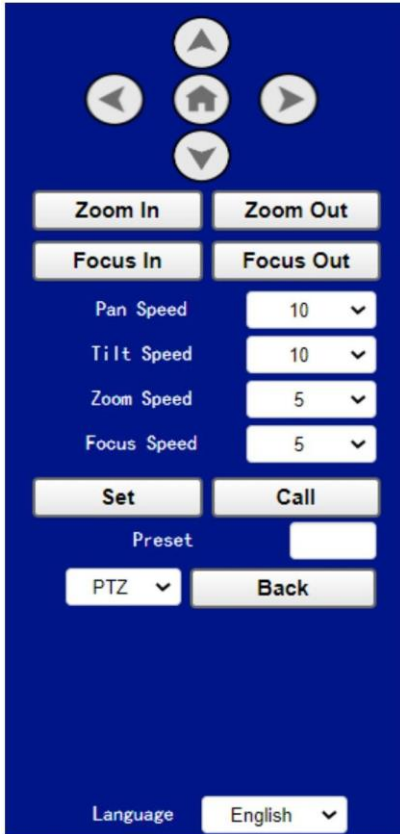 Zoom In Zoom Out
Focus In Focus Out
Pan Speed 10
Tilt Speed 10
Zoom Speed 5
Focus Speed 5
Set Call
Preset
PTZ Back
Language English